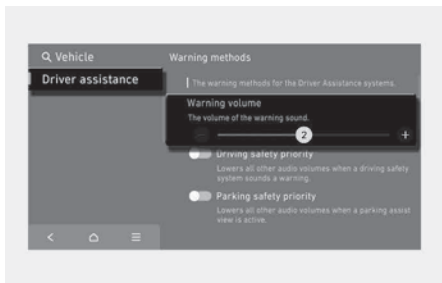 Vehicle
Warning methods
Driver assistance
The warning methods for the Driver Assistance systems.
Warning volume
The volume of the warning sound.
2
Driving safety priority
Lowers all other audio volumes when a driving safety
system sounds a warning.
Parking safety priority
Lowers all other audio volumes when a parking assist
view is active.